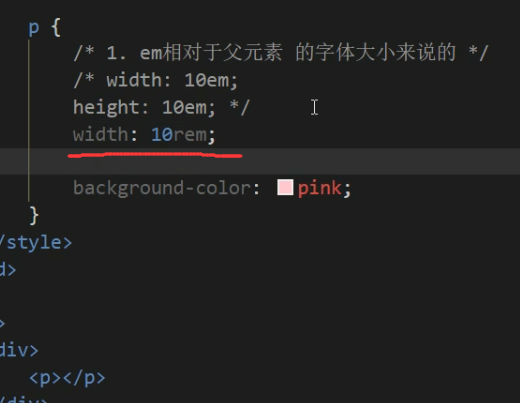 p {
/* 1. em相对于父元素 的字体大小来说的 */
/* width: 10em;
height: 10em; */
width: 10rem;
background-color: pink;
}
/style>
d>
>
div>
<p></p>
/div>